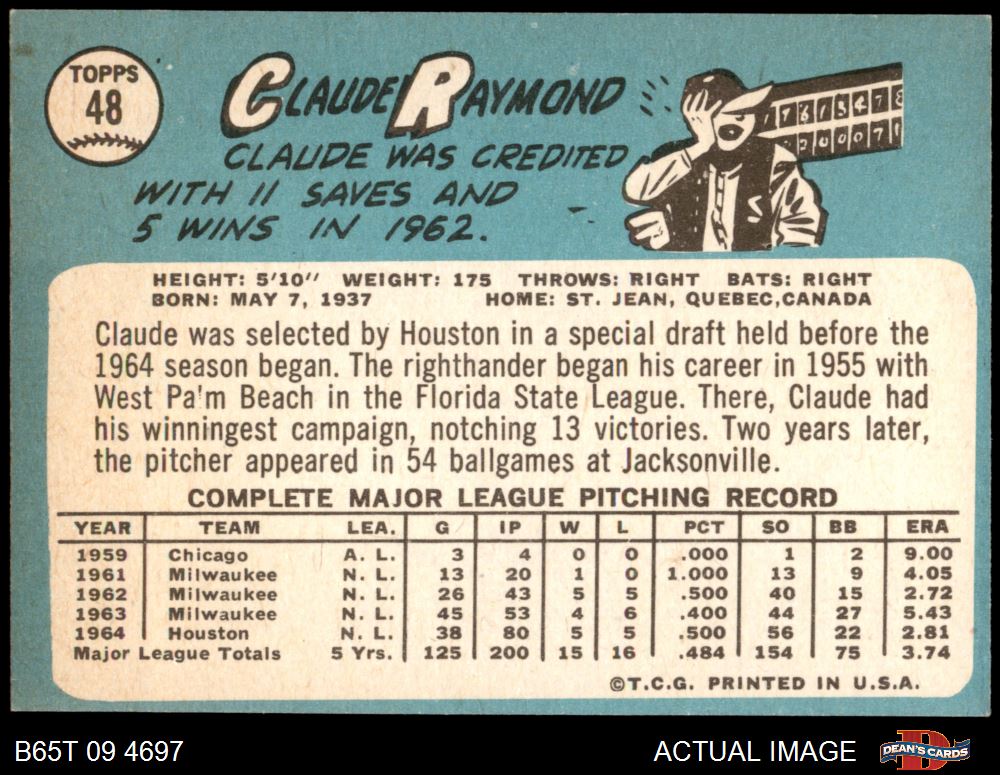 TOPPS
48
CLAUDE RAYMOND
CLAUDE WAS CREDITED
WITH 11 SAVES AND
5 WINS IN 1962.
HEIGHT: 5'10" WEIGHT: 175 THROWS: RIGHT BATS: RIGHT
BORN: MAY 7, 1937 HOME: ST. JEAN, QUEBEC,CANADA
Claude was selected by Houston in a special draft held before the
1964 season began. The righthander began his career in 1955 with
West Pa'm Beach in the Florida State League. There, Claude had
his winningest campaign, notching 13 victories. Two years later,
the pitcher appeared in 54 ballgames at Jacksonville.
COMPLETE MAJOR LEAGUE PITCHING RECORD
YEAR TEAM LEA. G IP W L PCT SO BB ERA
1959 Chicago A. L. 3 4 0 0 .000 1 2 9.00
1961 Milwaukee N. L. 13 20 1 0 1.000 13 9 4.05
1962 Milwaukee N. L. 26 43 5 5 .500 40 15 2.72
1963 Milwaukee N. L. 45 53 4 6 .400 44 27 5.43
1964 Houston N. L. 38 80 5 5 .500 56 22 2.81
Major League Totals 5 Yrs. 125 200 15 16 .484 154 75 3.74
©T.C.G. PRINTED IN U.S.A.
B65T 09 4697 ACTUAL IMAGE DEAN'S CARDS